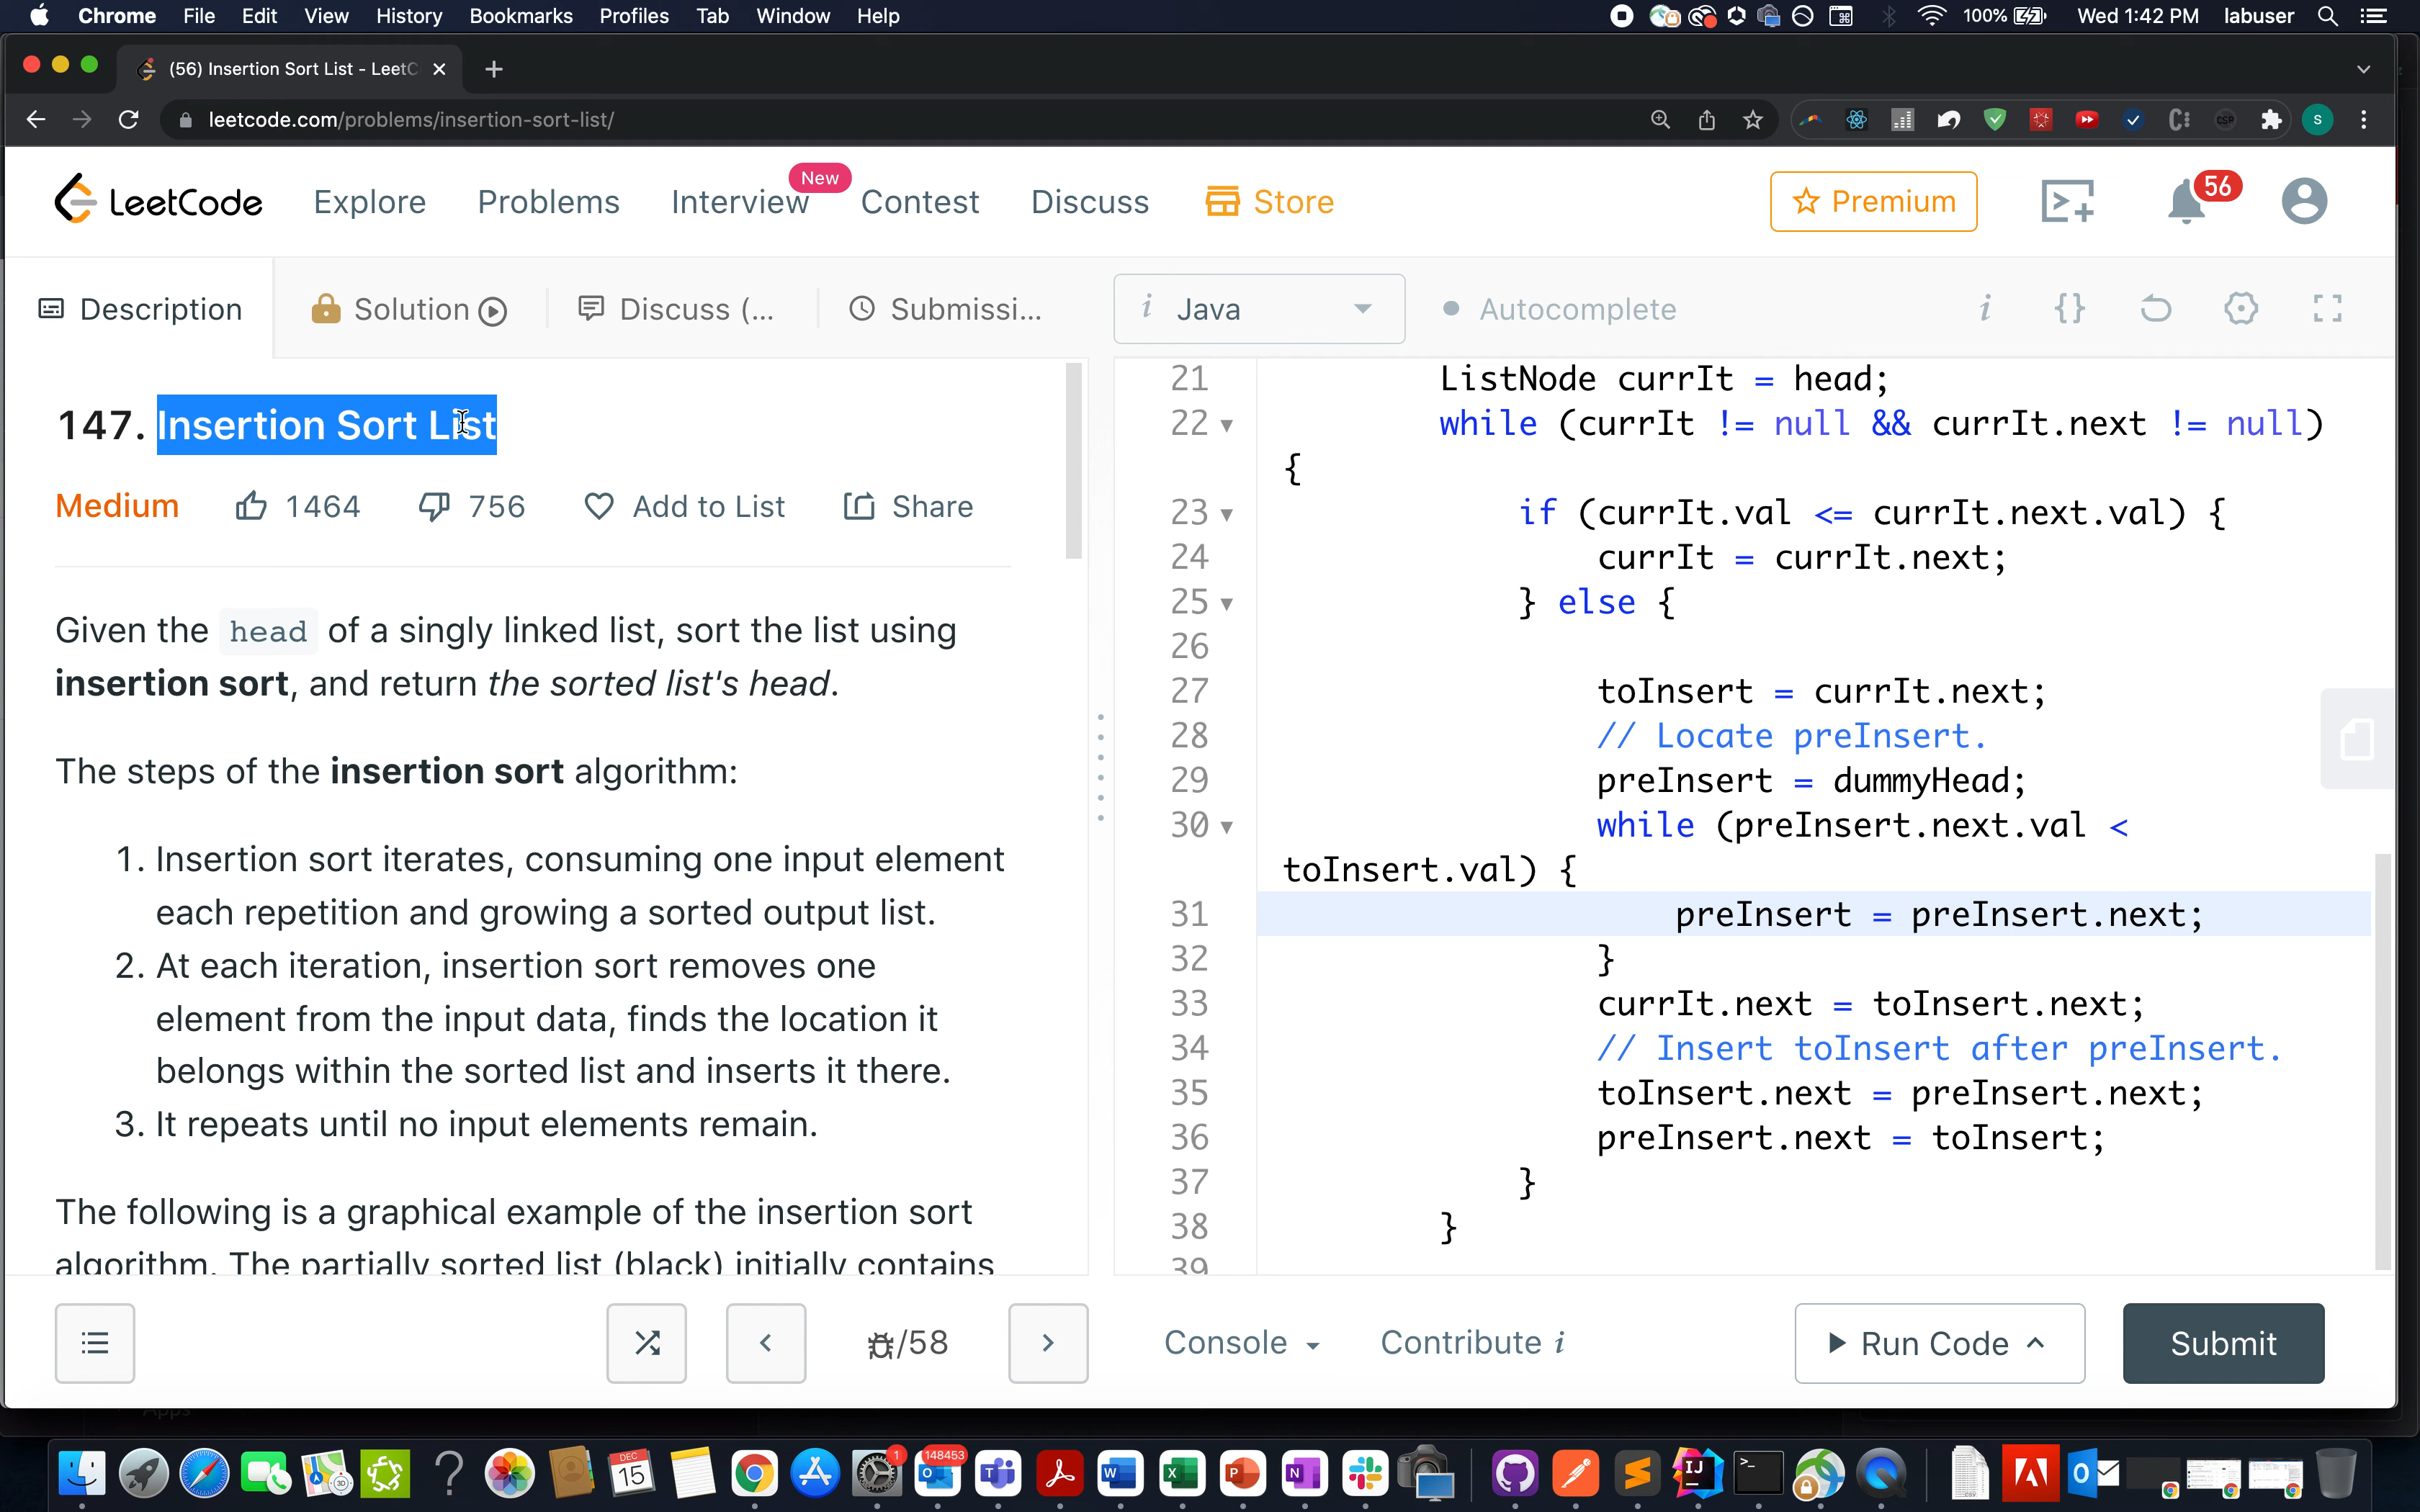 Chrome File Edit View History Bookmarks Profiles Tab Window Help 100% Wed 1:42 PM labuser
(56) Insertion Sort List - LeetC
leetcode.com/problems/insertion-sort-list/
LeetCode Explore Problems Interview New Contest Discuss Store Premium 56
Description Solution Discuss (... Submissi... i Java Autocomplete i {}
147. Insertion Sort List
Medium 1464 756 Add to List Share
Given the head of a singly linked list, sort the list using
insertion sort, and return the sorted list's head.
The steps of the insertion sort algorithm:
1. Insertion sort iterates, consuming one input element
each repetition and growing a sorted output list.
2. At each iteration, insertion sort removes one
element from the input data, finds the location it
belongs within the sorted list and inserts it there.
3. It repeats until no input elements remain.
The following is a graphical example of the insertion sort
algorithm. The partially sorted list (black) initially contains
21 ListNode currIt = head;
22 while (currIt != null && currIt.next != null)
{
23 if (currIt.val <= currIt.next.val) {
24 currIt = currIt.next;
25 } else {
26
27 toInsert = currIt.next;
28 // Locate preInsert.
29 preInsert = dummyHead;
30 while (preInsert.next.val <
toInsert.val) {
31 preInsert = preInsert.next;
32 }
33 currIt.next = toInsert.next;
34 // Insert toInsert after preInsert.
35 toInsert.next = preInsert.next;
36 preInsert.next = toInsert;
37 }
38 }
39
/58 Console Contribute i Run Code Submit
Apps
DEC
15
1
148453